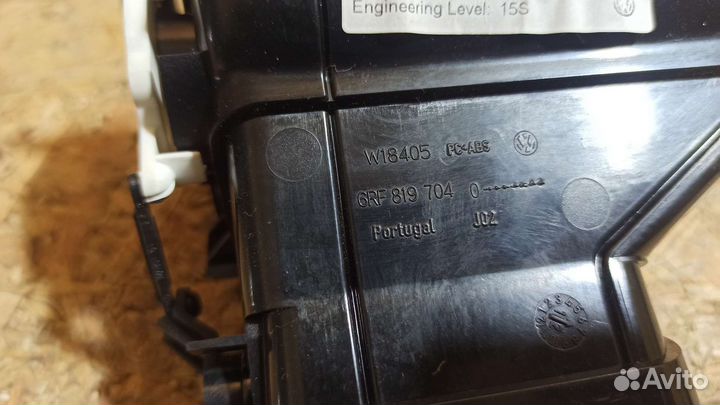 Engineering Level: 15S
W18405 PC+ABS
6RF 819 704 0
Portugal J02
Avito